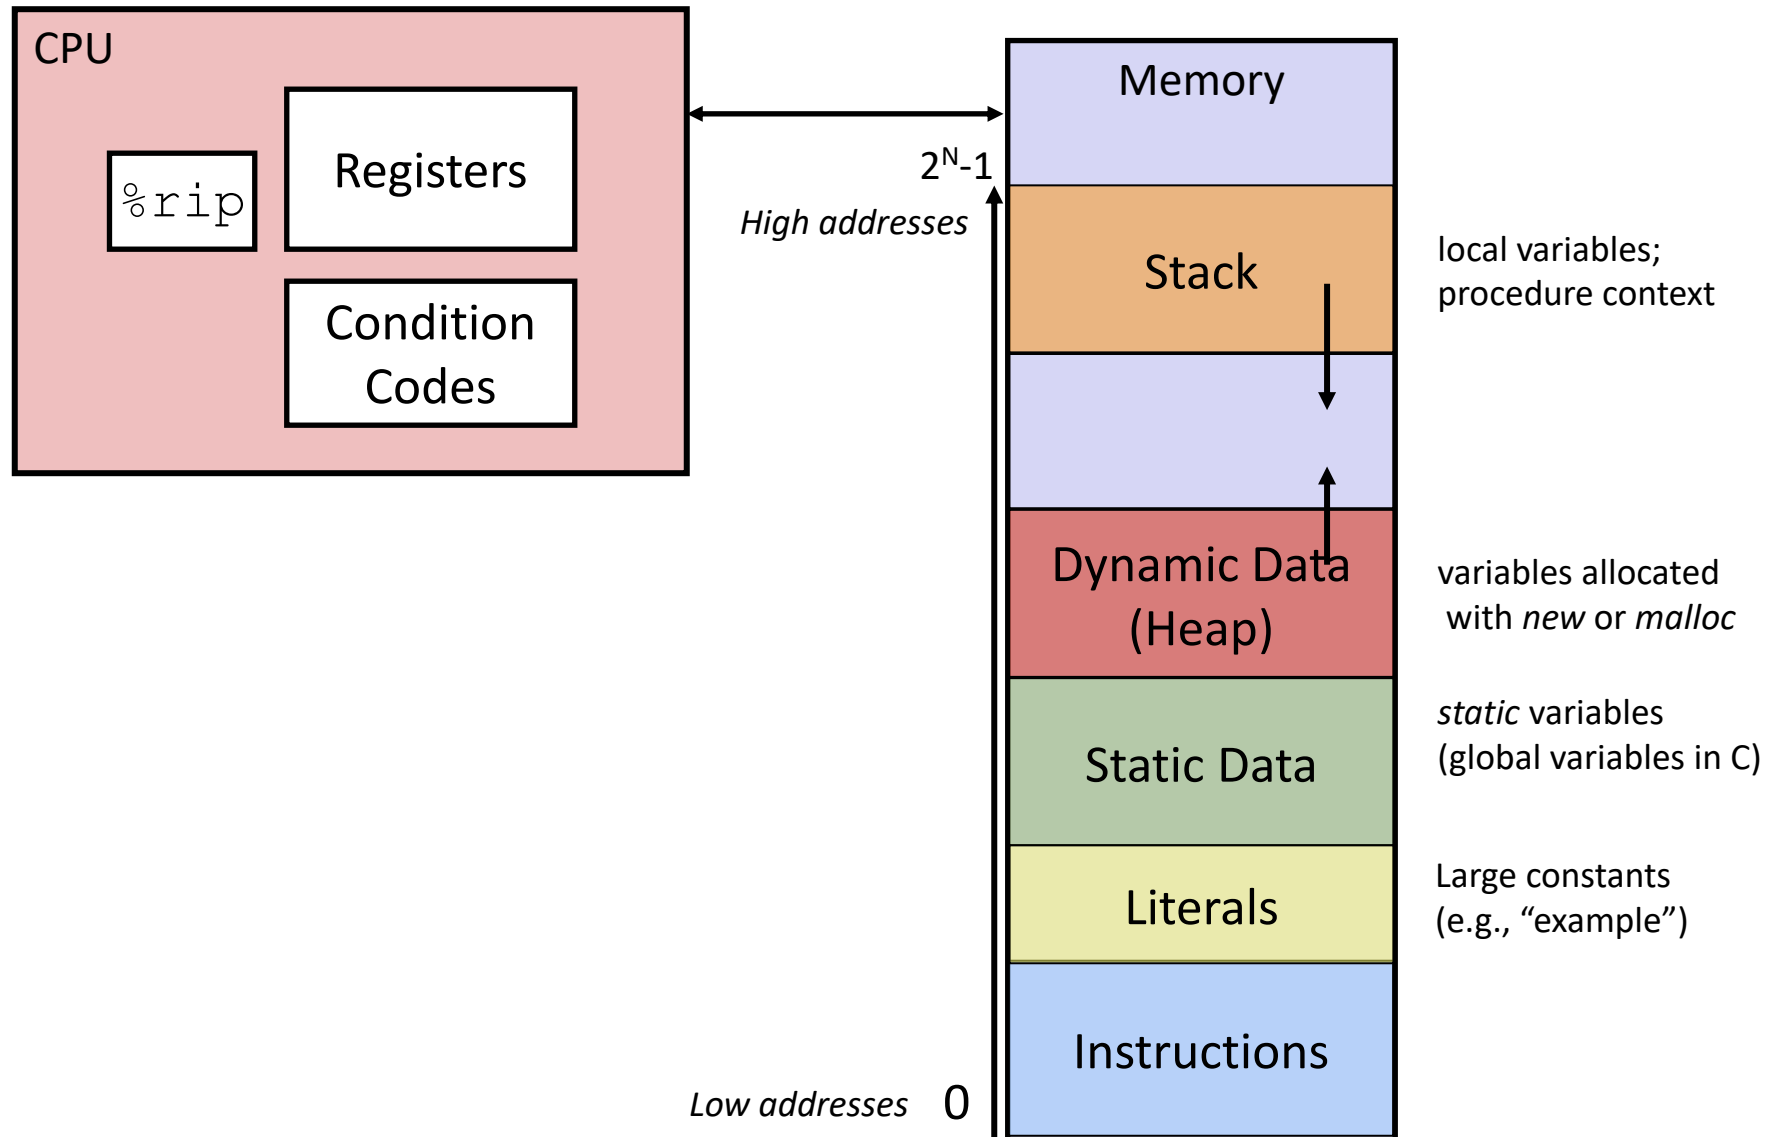 CPU
%rip
Registers
Condition
Codes
Memory
2ᴺ-1
High addresses
Stack
local variables;
procedure context
Dynamic Data
(Heap)
variables allocated
with new or malloc
Static Data
static variables
(global variables in C)
Literals
Large constants
(e.g., “example”)
Instructions
Low addresses 0